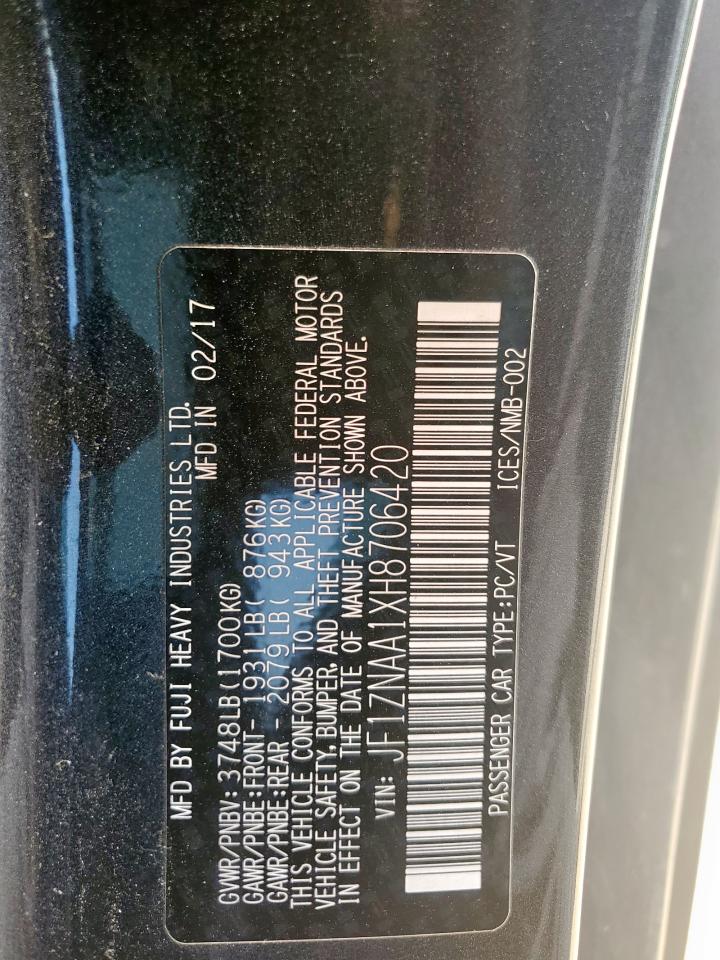 MFD BY FUJI HEAVY INDUSTRIES LTD.
MFD IN 02/17
GVWR/PNBV: 3748LB(1700KG)
GAWR/PNBE:FRONT- 1931LB( 876KG)
GAWR/PNBE:REAR - 2079LB( 943KG)
THIS VEHICLE CONFORMS TO ALL APPLICABLE FEDERAL MOTOR
VEHICLE SAFETY, BUMPER, AND THEFT PREVENTION STANDARDS
IN EFFECT ON THE DATE OF MANUFACTURE SHOWN ABOVE.
VIN: JF1ZNAA1XH8706420
PASSENGER CAR TYPE:PC/VT ICES/NMB-002